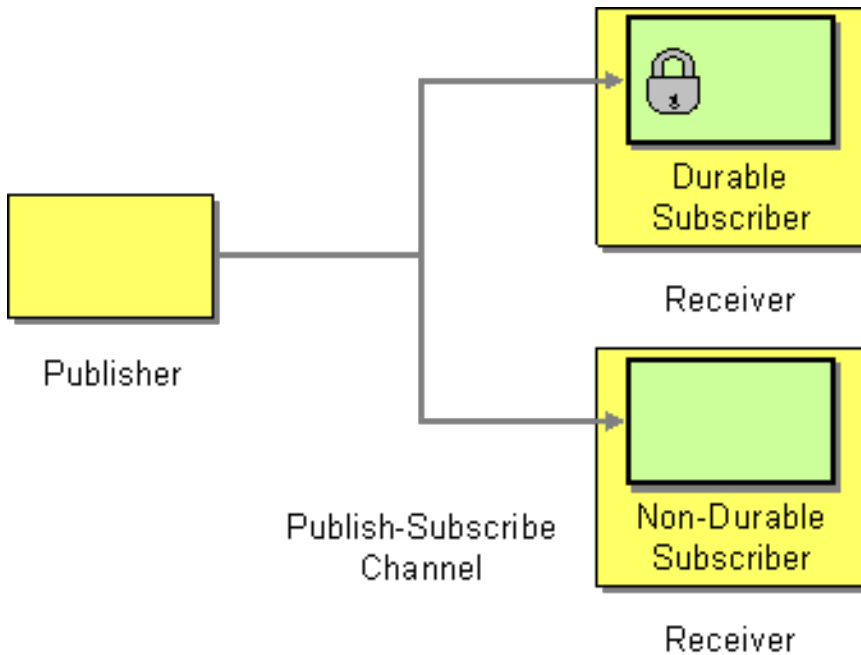 Durable
Subscriber
Receiver
Publisher
Publish-Subscribe
Channel
Non-Durable
Subscriber
Receiver